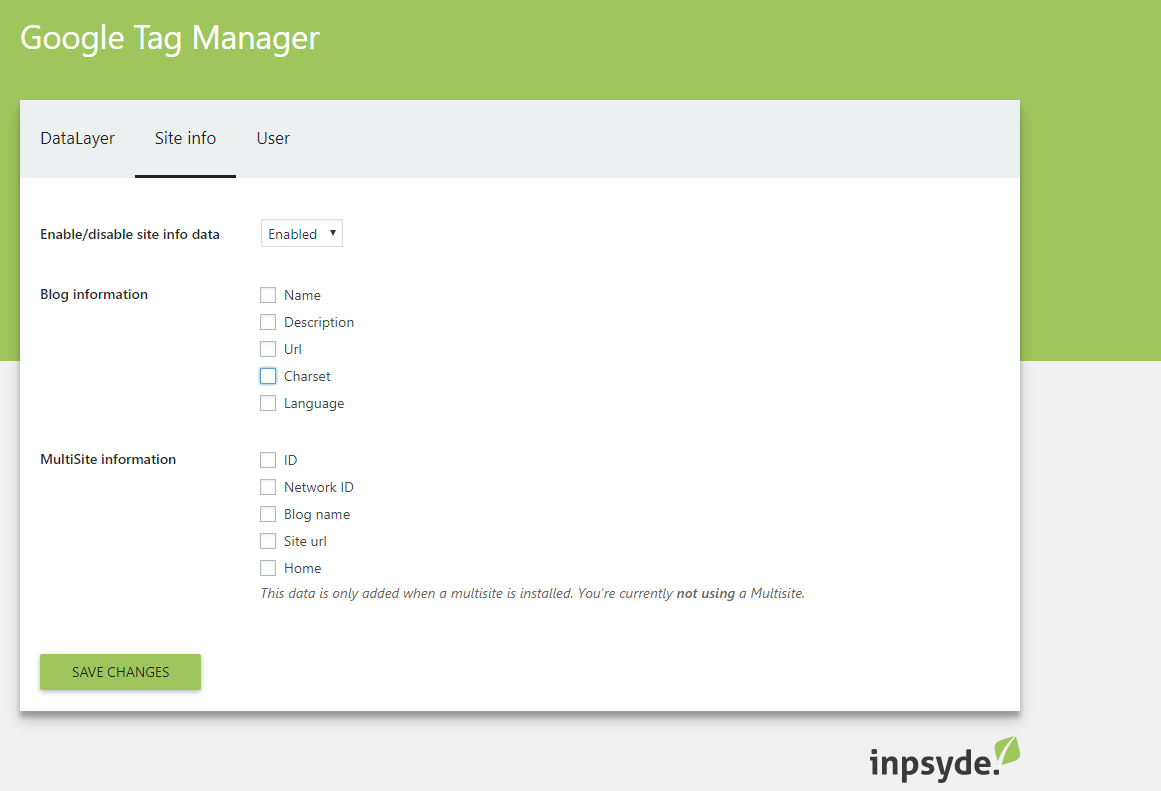 Google Tag Manager
DataLayer Site info User
Enable/disable site info data Enabled
Blog information Name
Description
Url
Charset
Language
MultiSite information ID
Network ID
Blog name
Site url
Home
This data is only added when a multisite is installed. You're currently not using a Multisite.
SAVE CHANGES
inpsyde.